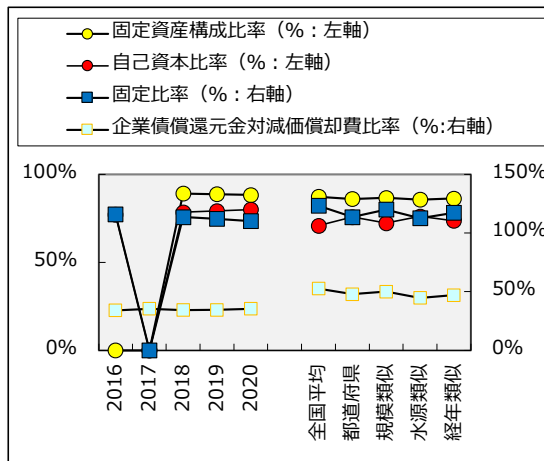 固定資産構成比率（%：左軸）
自己資本比率（%：左軸）
固定比率（%：右軸）
企業債償還元金対減価償却費比率（%:右軸）
100%
150%
100%
50%
50%
0%
0%
2016
2017
2018
2019
2020
全国平均
都道府県
規模類似
水源類似
経年類似